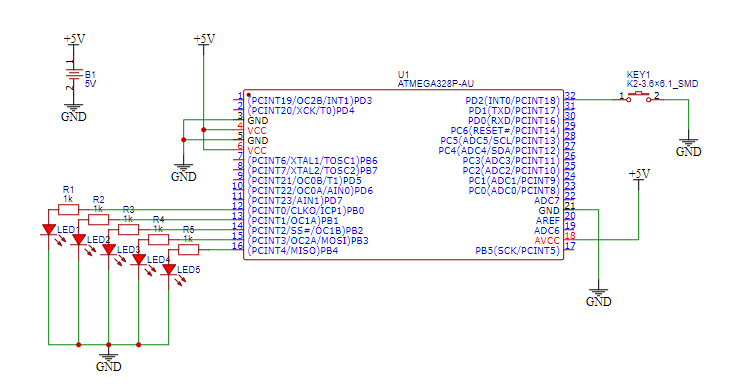 +5V
+5V
1
B1
5V
2
GND
U1
ATMEGA328P-AU
KEY1
K2-3.6×6.1_SMD
1 (PCINT19/OC2B/INT1)PD3
2 (PCINT20/XCK/T0)PD4
3 GND
4 VCC
5 GND
6 VCC
7 (PCINT6/XTAL1/TOSC1)PB6
8 (PCINT7/XTAL2/TOSC2)PB7
9 (PCINT21/OC0B/T1)PD5
10 (PCINT22/OC0A/AIN0)PD6
11 (PCINT23/AIN1)PD7
12 (PCINT0/CLKO/ICP1)PB0
13 (PCINT1/OC1A)PB1
14 (PCINT2/SS#/OC1B)PB2
15 (PCINT3/OC2A/MOSI)PB3
16 (PCINT4/MISO)PB4
PD2(INT0/PCINT18) 32
PD1(TXD/PCINT17) 31
PD0(RXD/PCINT16) 30
PC6(RESET#/PCINT14) 29
PC5(ADC5/SCL/PCINT13) 28
PC4(ADC4/SDA/PCINT12) 27
PC3(ADC3/PCINT11) 26
PC2(ADC2/PCINT10) 25
PC1(ADC1/PCINT9) 24
PC0(ADC0/PCINT8) 23
ADC7 22
GND 21
AREF 20
ADC6 19
AVCC 18
PB5(SCK/PCINT5) 17
1 2
GND
+5V
GND
GND
R1
1k
R2
1k
R3
1k
R4
1k
R5
1k
LED1
LED2
LED3
LED4
LED5
GND